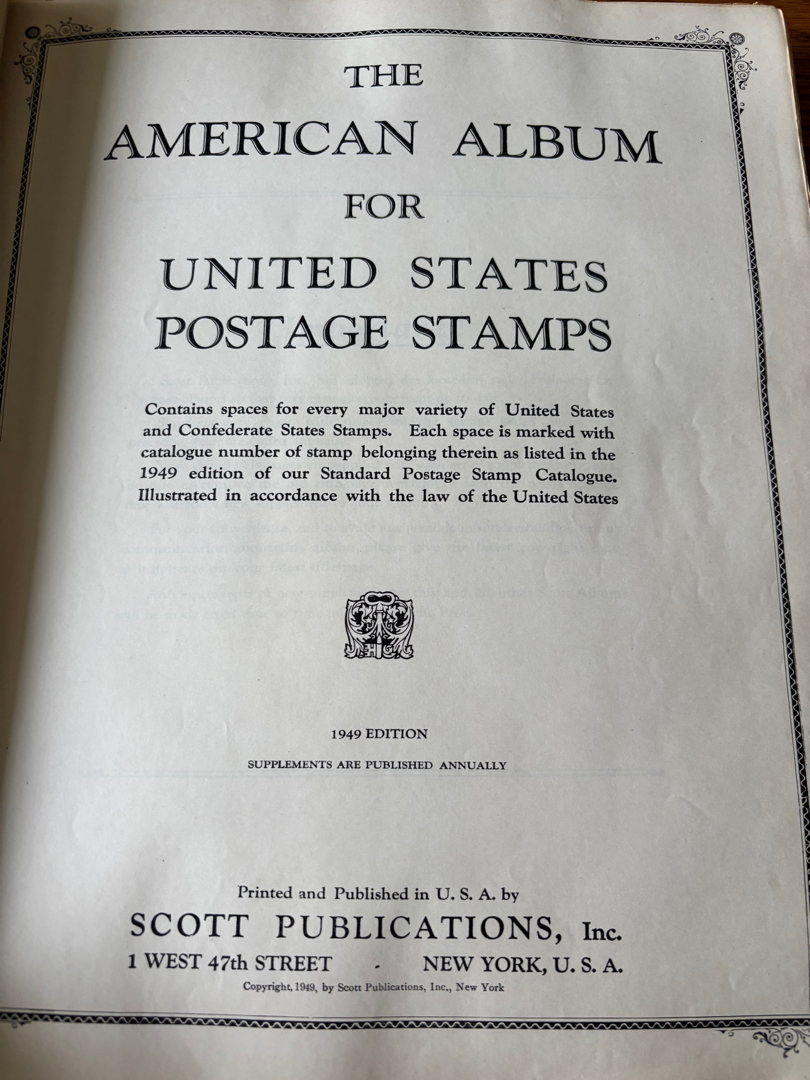 THE
AMERICAN ALBUM
FOR
UNITED STATES
POSTAGE STAMPS
Contains spaces for every major variety of United States
and Confederate States Stamps. Each space is marked with
catalogue number of stamp belonging therein as listed in the
1949 edition of our Standard Postage Stamp Catalogue.
Illustrated in accordance with the law of the United States
1949 EDITION
SUPPLEMENTS ARE PUBLISHED ANNUALLY
Printed and Published in U. S. A. by
SCOTT PUBLICATIONS, Inc.
1 WEST 47th STREET - NEW YORK, U. S. A.
Copyright, 1949, by Scott Publications, Inc., New York